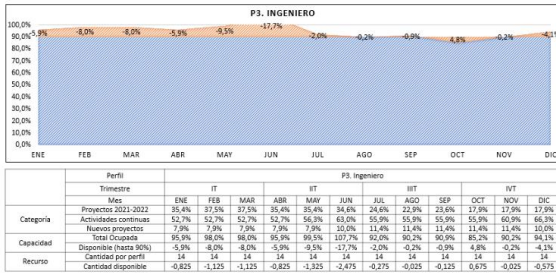 P3. INGENIERO
100,0%
90,0%
80,0%
70,0%
60,0%
50,0%
40,0%
30,0%
20,0%
10,0%
0,0%
-5,9% -8,0% -8,0% -5,9% -9,5% -17,7% -2,0% -0,2% -0,9% 4,8% -0,2% -4,1%
ENE FEB MAR ABR MAY JUN JUL AGO SEP OCT NOV DIC
Perfil P3. Ingeniero
Trimestre IT IIT IIIT IVT
Mes ENE FEB MAR ABR MAY JUN JUL AGO SEP OCT NOV DIC
Categoría
Proyectos 2021-2022 35,4% 37,5% 37,5% 35,4% 35,4% 34,6% 24,6% 22,9% 23,6% 17,9% 17,9% 17,9%
Actividades continuas 52,7% 52,7% 52,7% 52,7% 56,3% 63,0% 55,9% 55,9% 55,9% 55,9% 60,9% 66,3%
Nuevos proyectos 7,9% 7,9% 7,9% 7,9% 7,9% 10,0% 11,4% 11,4% 11,4% 11,4% 11,4% 10,0%
Capacidad
Total Ocupada 95,9% 98,0% 98,0% 95,9% 99,5% 107,7% 92,0% 90,2% 90,9% 85,2% 90,2% 94,1%
Disponible (hasta 90%) -5,9% -8,0% -8,0% -5,9% -9,5% -17,7% -2,0% -0,2% -0,9% 4,8% -0,2% -4,1%
Recurso
Cantidad por perfil 14 14 14 14 14 14 14 14 14 14 14 14
Cantidad disponible -0,825 -1,125 -1,125 -0,825 -1,325 -2,475 -0,275 -0,025 -0,125 0,675 -0,025 -0,575